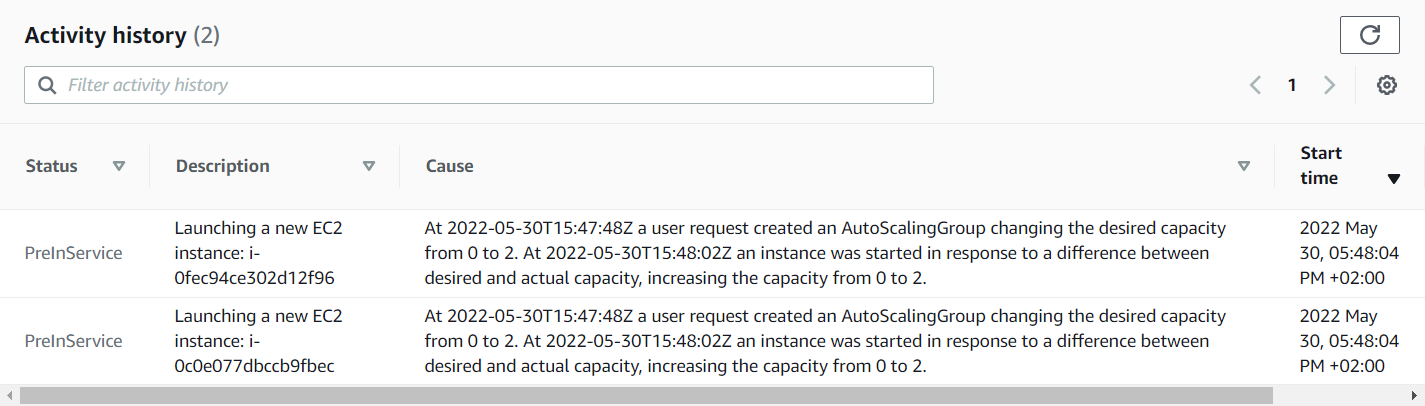 Activity history (2)
Filter activity history
1
Status
Description
Cause
Start
time
PreInService
Launching a new EC2
instance: i-
0fec94ce302d12f96
At 2022-05-30T15:47:48Z a user request created an AutoScalingGroup changing the desired capacity
from 0 to 2. At 2022-05-30T15:48:02Z an instance was started in response to a difference between
desired and actual capacity, increasing the capacity from 0 to 2.
2022 May
30, 05:48:04
PM +02:00
PreInService
Launching a new EC2
instance: i-
0c0e077dbccb9fbec
At 2022-05-30T15:47:48Z a user request created an AutoScalingGroup changing the desired capacity
from 0 to 2. At 2022-05-30T15:48:02Z an instance was started in response to a difference between
desired and actual capacity, increasing the capacity from 0 to 2.
2022 May
30, 05:48:04
PM +02:00